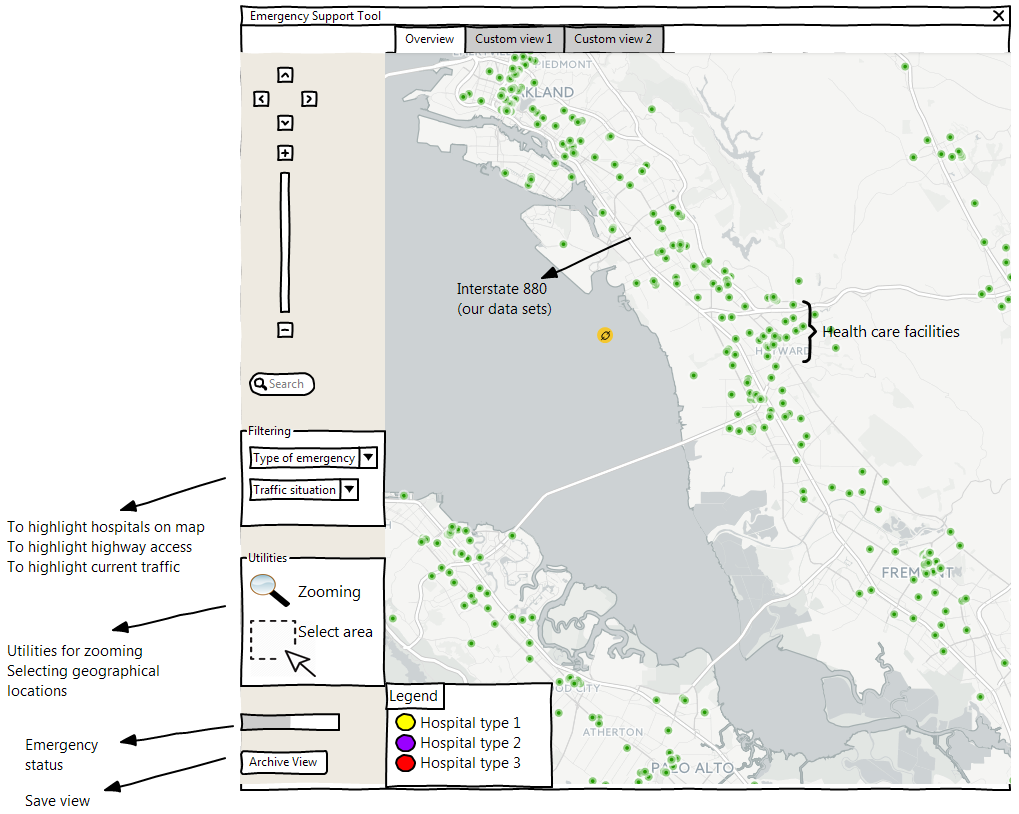 Emergency Support Tool
Overview
Custom view 1
Custom view 2
PIEDMONT
Interstate 880
(our data sets)
Health care facilities
Search
Filtering
Type of emergency
Traffic situation
To highlight hospitals on map
To highlight highway access
To highlight current traffic
Utilities
Zooming
Select area
Utilities for zooming
Selecting geographical
locations
Legend
Hospital type 1
Hospital type 2
Hospital type 3
ATHERTON
PALO ALTO
Emergency
status
Archive View
Save view